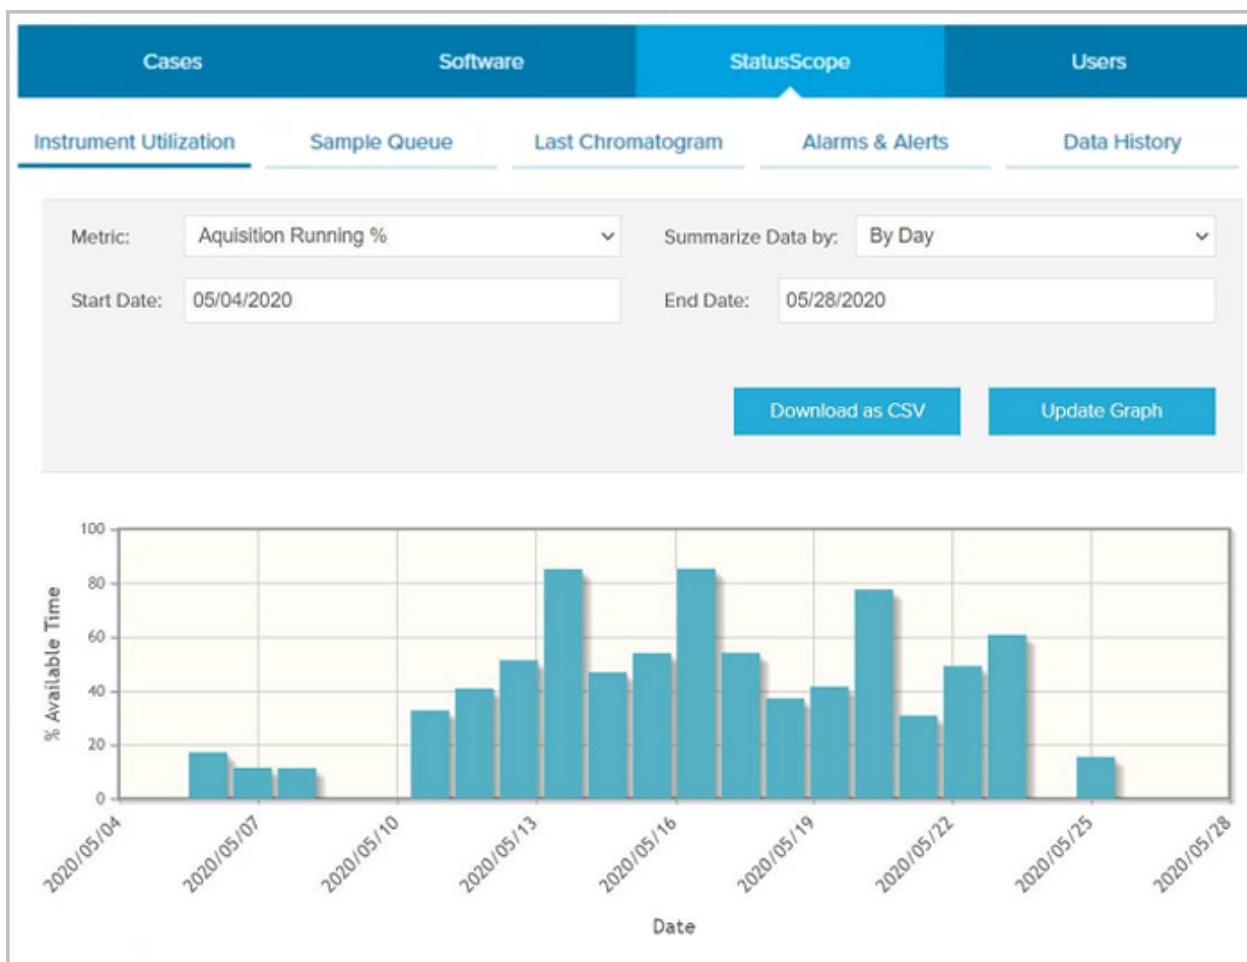 Cases Software StatusScope Users
Instrument Utilization Sample Queue Last Chromatogram Alarms & Alerts Data History
Metric: Aquisition Running % Summarize Data by: By Day
Start Date: 05/04/2020 End Date: 05/28/2020
Download as CSV Update Graph
100
80
60
40
20
0
% Available Time
2020/05/04 2020/05/07 2020/05/10 2020/05/13 2020/05/16 2020/05/19 2020/05/22 2020/05/25 2020/05/28
Date